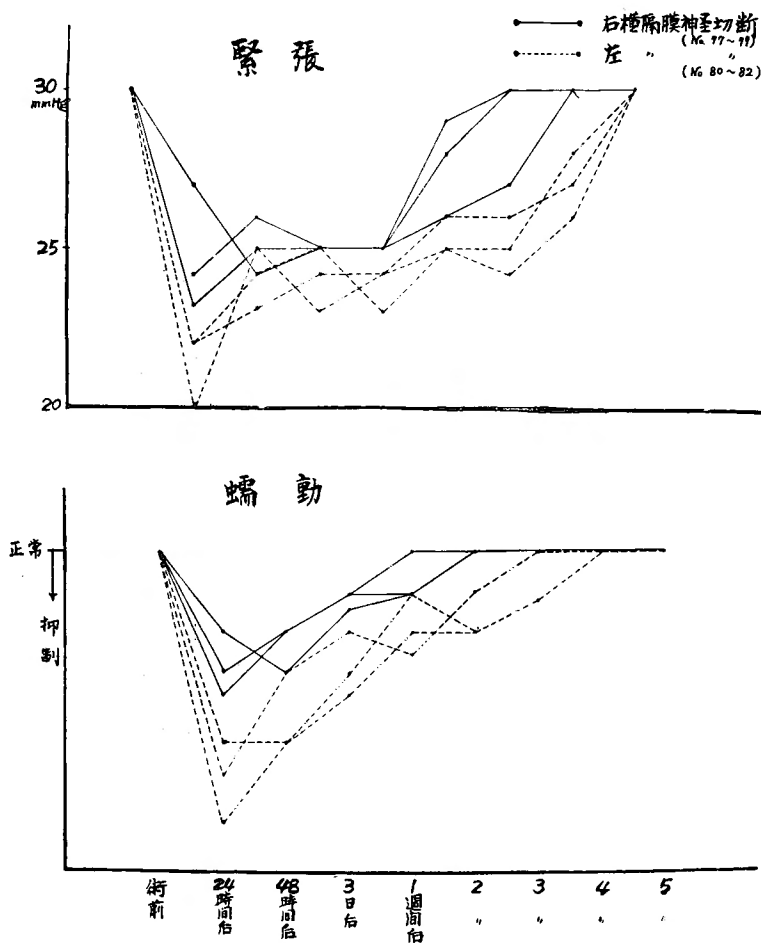 右横隔膜神圣切断
(No 77~79)
左 〃 〃
(No 80~82)
緊張
30
mmHg
25
20
蠕動
正常
抑制
術前
24時間后
48時間后
3日后
1週間后
2 〃
3 〃
4 〃
5 〃